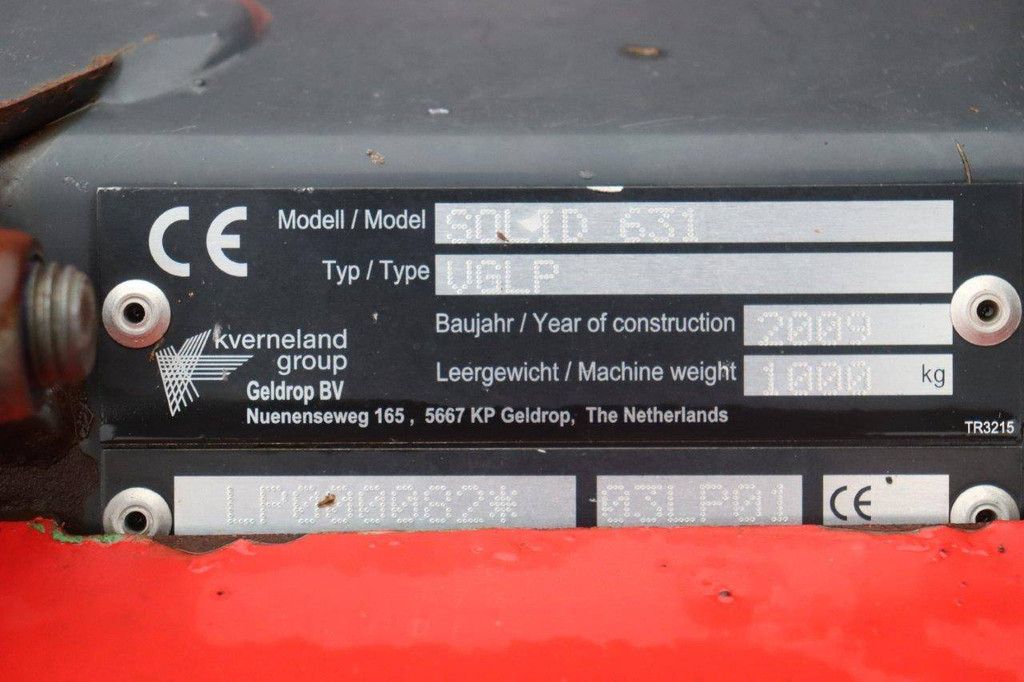 CE Modell / Model SOLID 631
Typ / Type VGLP
Baujahr / Year of construction 2009
kverneland
group
Leergewicht / Machine weight 1000 kg
Geldrop BV
Nuenenseweg 165 , 5667 KP Geldrop, The Netherlands
TR3215
LP000082* 03LP01 CE